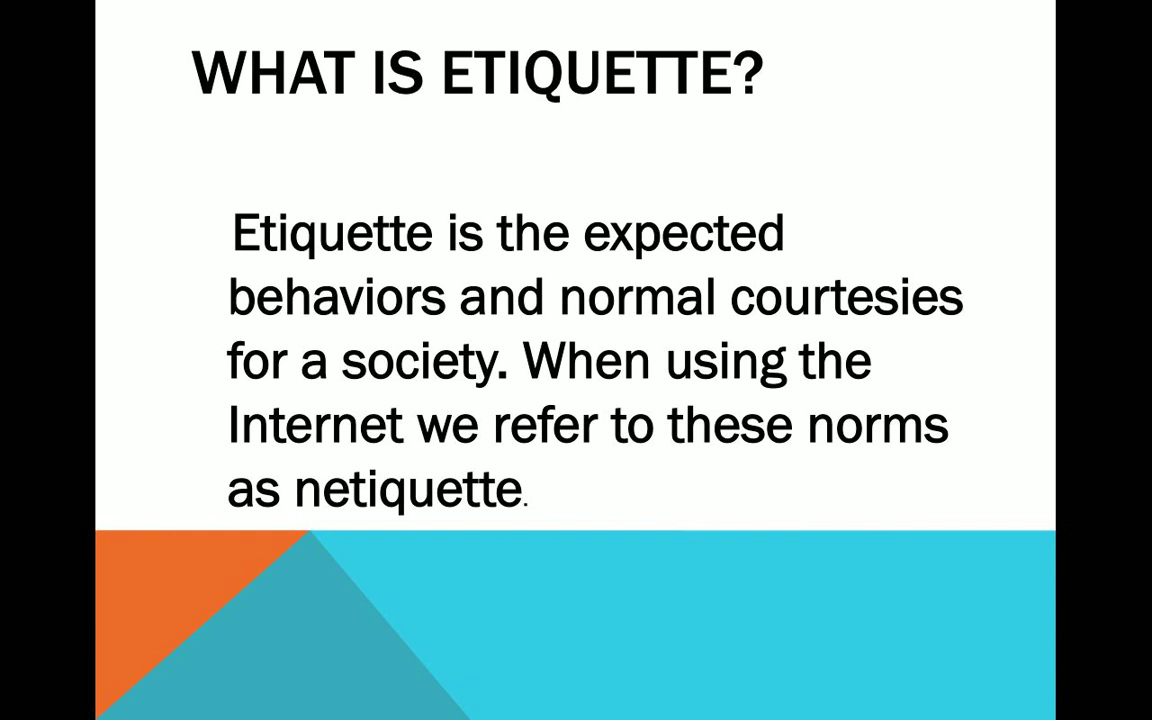 WHAT IS ETIQUETTE?
Etiquette is the expected
behaviors and normal courtesies
for a society. When using the
Internet we refer to these norms
as netiquette.